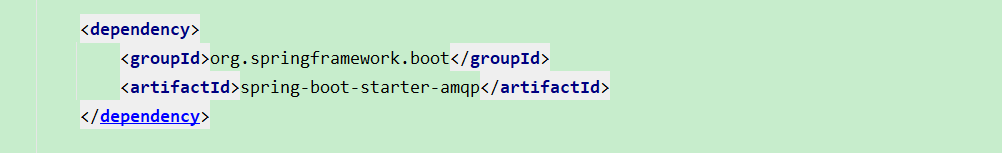 <dependency>
<groupId>org.springframework.boot</groupId>
<artifactId>spring-boot-starter-amqp</artifactId>
</dependency>